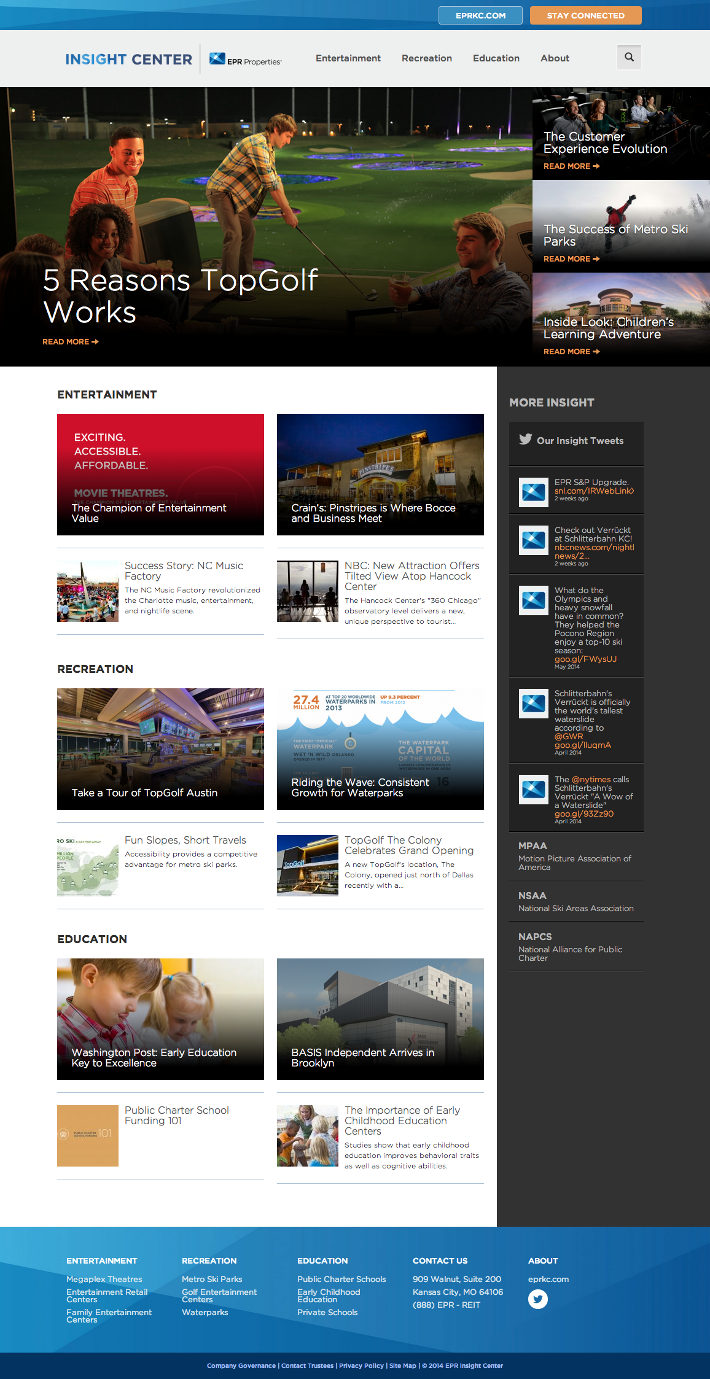 EPRKC.COM
STAY CONNECTED
INSIGHT CENTER
EPR Properties
Entertainment
Recreation
Education
About
5 Reasons TopGolf
Works
READ MORE
The Customer
Experience Evolution
READ MORE
The Success of Metro Ski
Parks
READ MORE
Inside Look: Children's
Learning Adventure
READ MORE
ENTERTAINMENT
EXCITING.
ACCESSIBLE.
AFFORDABLE.
MOVIE THEATRES.
The Champion of Entertainment
Value
Crain's: Pinstripes is Where Bocce
and Business Meet
Success Story: NC Music
Factory
The NC Music Factory revolutionized
the Charlotte music, entertainment,
and nightlife scene.
NBC: New Attraction Offers
Tilted View Atop Hancock
Center
The Hancock Center's "360 Chicago"
observatory level delivers a new,
unique perspective to tourist...
RECREATION
Take a Tour of TopGolf Austin
27.4
MILLION
AT TOP 20 WORLDWIDE
WATERPARKS IN
2013
UP 9.3 PERCENT
FROM 2012
WATERPARK
WET 'N WILD ORLANDO
THE WATERPARK
CAPITAL
OF THE WORLD
16
Riding the Wave: Consistent
Growth for Waterparks
Fun Slopes, Short Travels
Accessibility provides a competitive
advantage for metro ski parks.
TopGolf
TopGolf The Colony
Celebrates Grand Opening
A new TopGolf's location, The
Colony, opened just north of Dallas
recently with a...
EDUCATION
Washington Post: Early Education
Key to Excellence
BASIS Independent Arrives in
Brooklyn
101
Public Charter School
Funding 101
The Importance of Early
Childhood Education
Centers
Studies show that early childhood
education improves behavioral traits
as well as cognitive abilities.
MORE INSIGHT
Our Insight Tweets
EPR S&P Upgrade.
snl.com/IRWebLinkX
2 weeks ago
Check out Verrückt
at Schlitterbahn KC!
nbcnews.com/nightl
news/2...
2 weeks ago
What do the
Olympics and
heavy snowfall
have in common?
They helped the
Pocono Region
enjoy a top-10 ski
season:
goo.gl/FWysUJ
May 2014
Schlitterbahn's
Verrückt is officially
the world's tallest
waterslide
according to
@GWR
goo.gl/lluqmA
April 2014
The @nytimes calls
Schlitterbahn's
Verrückt "A Wow of
a Waterslide"
goo.gl/93Zz90
April 2014
MPAA
Motion Picture Association of
America
NSAA
National Ski Areas Association
NAPCS
National Alliance for Public
Charter
ENTERTAINMENT
Megaplex Theatres
Entertainment Retail
Centers
Family Entertainment
Centers
RECREATION
Metro Ski Parks
Golf Entertainment
Centers
Waterparks
EDUCATION
Public Charter Schools
Early Childhood
Education
Private Schools
CONTACT US
909 Walnut, Suite 200
Kansas City, MO 64106
(888) EPR - REIT
ABOUT
eprkc.com
Company Governance | Contact Trustees | Privacy Policy | Site Map | © 2014 EPR Insight Center